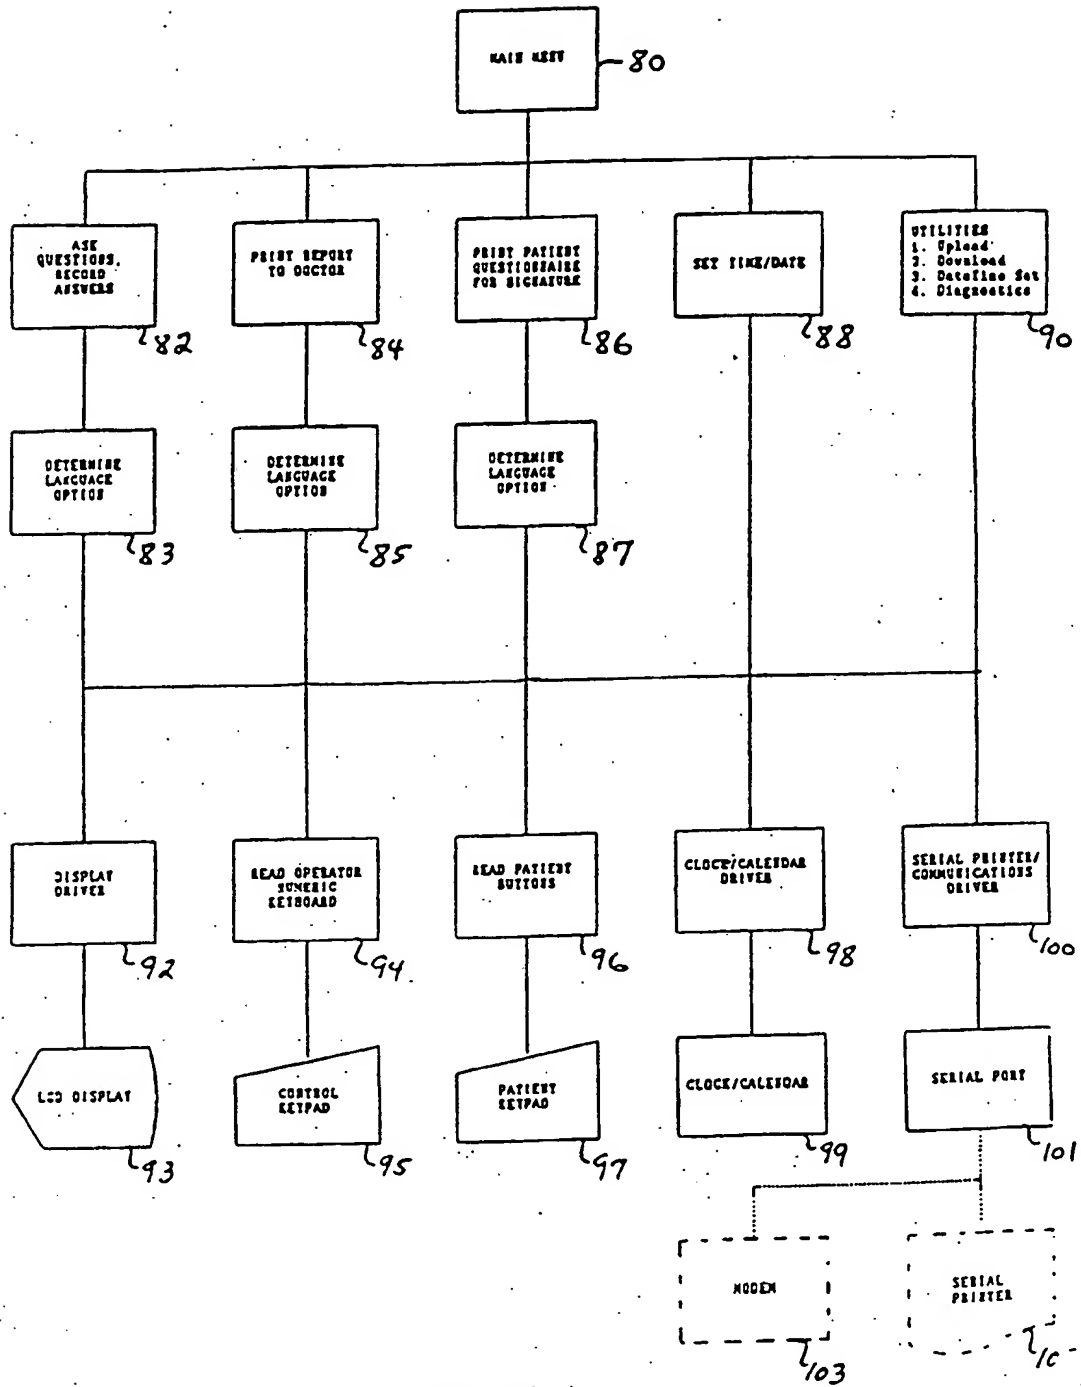 MAIN MENU
80
ASK
QUESTIONS,
RECORD
ANSWERS
82
PRINT REPORT
TO DOCTOR
84
PRINT PATIENT
QUESTIONNAIRE
FOR SIGNATURE
86
SET TIME/DATE
88
UTILITIES
1. Upload
2. Download
3. Date/Time Set
4. Diagnostics
90
DETERMINE
LANGUAGE
OPTION
83
DETERMINE
LANGUAGE
OPTION
85
DETERMINE
LANGUAGE
OPTION
87
DISPLAY
DRIVER
92
READ OPERATOR
NUMERIC
KEYBOARD
94
READ PATIENT
BUTTONS
96
CLOCK/CALENDAR
DRIVER
98
SERIAL PRINTER/
COMMUNICATIONS
DRIVER
100
LCD DISPLAY
93
CONTROL
KEYPAD
95
PATIENT
KEYPAD
97
CLOCK/CALENDAR
99
SERIAL PORT
101
MODEM
103
SERIAL
PRINTER